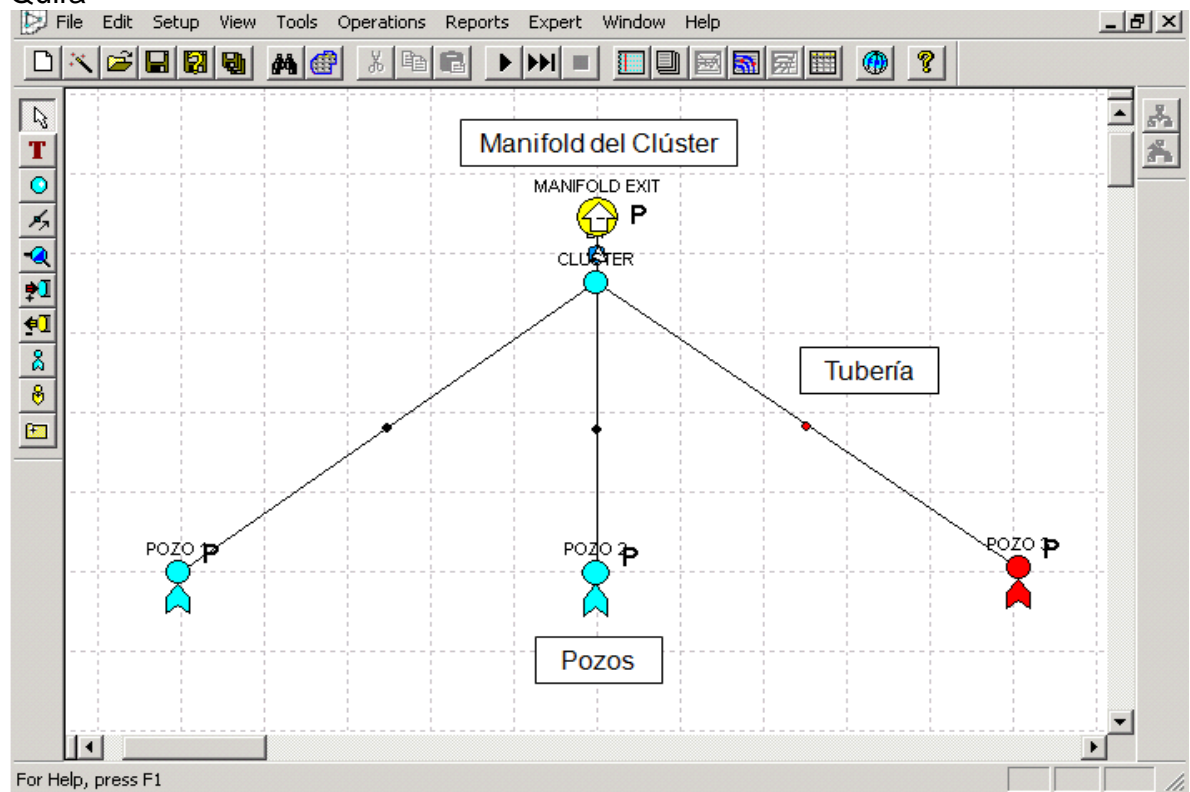 Quifa
File Edit Setup View Tools Operations Reports Expert Window Help
Manifold del Clúster
MANIFOLD EXIT
P
CLUSTER
Tubería
POZO P
POZO 2 P
POZO P
Pozos
For Help, press F1